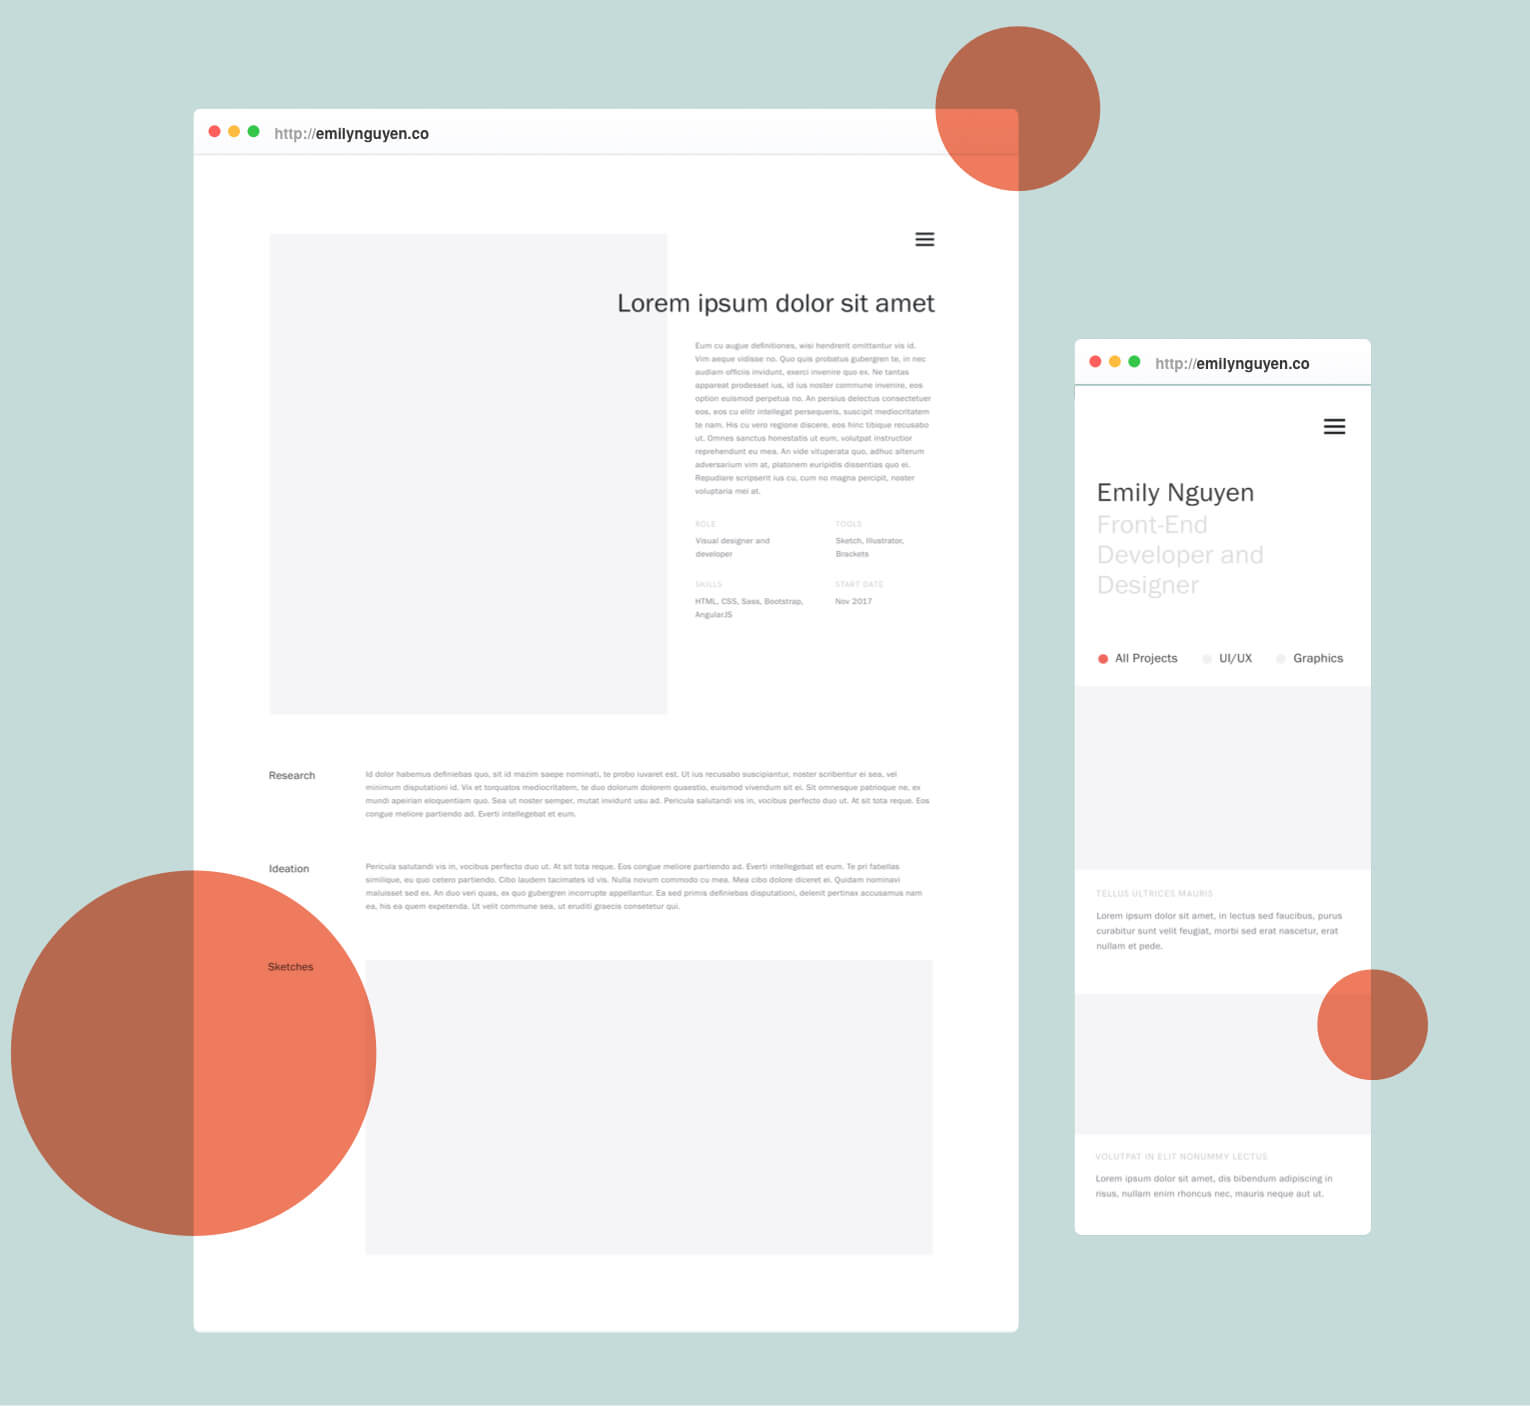 http://emilynguyen.co
Lorem ipsum dolor sit amet
Eum cu augue definitiones, wisi hendrerit omittantur vis id.
Vim aeque vidisse no. Quo quis probatus gubergren te, in nec
audiam officiis invidunt, exerci invenire quo ex. Ne tantas
appareat prodesset ius, id ius noster commune invenire, eos
option euismod perpetua no. An persius delectus consectetuer
eos, eos cu elitr intellegat persequeris, suscipit mediocritatem
te nam. His cu vero regione discere, eos hinc tibique recusabo
ut. Omnes sanctus honestatis ut eum, volutpat instructior
reprehendunt eu mea. An vide vituperata quo, adhuc alterum
adversarium vim at, platonem euripidis dissentias quo ei.
Repudiare scripserit ius cu, cum no magna percipit, noster
voluptaria mei at.
ROLE
Visual designer and
developer
TOOLS
Sketch, Illustrator,
Brackets
SKILLS
HTML, CSS, Sass, Bootstrap,
AngularJS
START DATE
Nov 2017
Research
Id dolor habemus definiebas quo, sit id mazim saepe nominati, te probo iuvaret est. Ut ius recusabo suscipiantur, noster scribentur ei sea, vel
minimum disputationi id. Vix et torquatos mediocritatem, te duo dolorum dolorem quaestio, euismod vivendum sit ei. Sit omnesque patrioque ne, ex
mundi apeirian eloquentiam quo. Sea ut noster semper, mutat invidunt usu ad. Pericula salutandi vis in, vocibus perfecto duo ut. At sit tota reque. Eos
congue meliore partiendo ad. Everti intellegebat et eum.
Ideation
Pericula salutandi vis in, vocibus perfecto duo ut. At sit tota reque. Eos congue meliore partiendo ad. Everti intellegebat et eum. Te pri fabellas
similique, eu quo cetero partiendo. Cibo laudem tacimates id vis. Nulla novum commodo cu mea. Mea cibo dolore diceret ei. Quidam nominavi
maluisset sed ex. An duo veri quas, ex quo gubergren incorrupte appellantur. Ea sed primis definiebas disputationi, delenit pertinax accusamus nam
ea, his ea quem expetenda. Ut velit commune sea, ut eruditi graecis consetetur qui.
Sketches
http://emilynguyen.co
Emily Nguyen
Front-End
Developer and
Designer
All Projects
UI/UX
Graphics
TELLUS ULTRICES MAURIS
Lorem ipsum dolor sit amet, in lectus sed faucibus, purus
curabitur sunt velit feugiat, morbi sed erat nascetur, erat
nullam et pede.
VOLUTPAT IN ELIT NONUMMY LECTUS
Lorem ipsum dolor sit amet, dis bibendum adipiscing in
risus, nullam enim rhoncus nec, mauris neque aut ut.